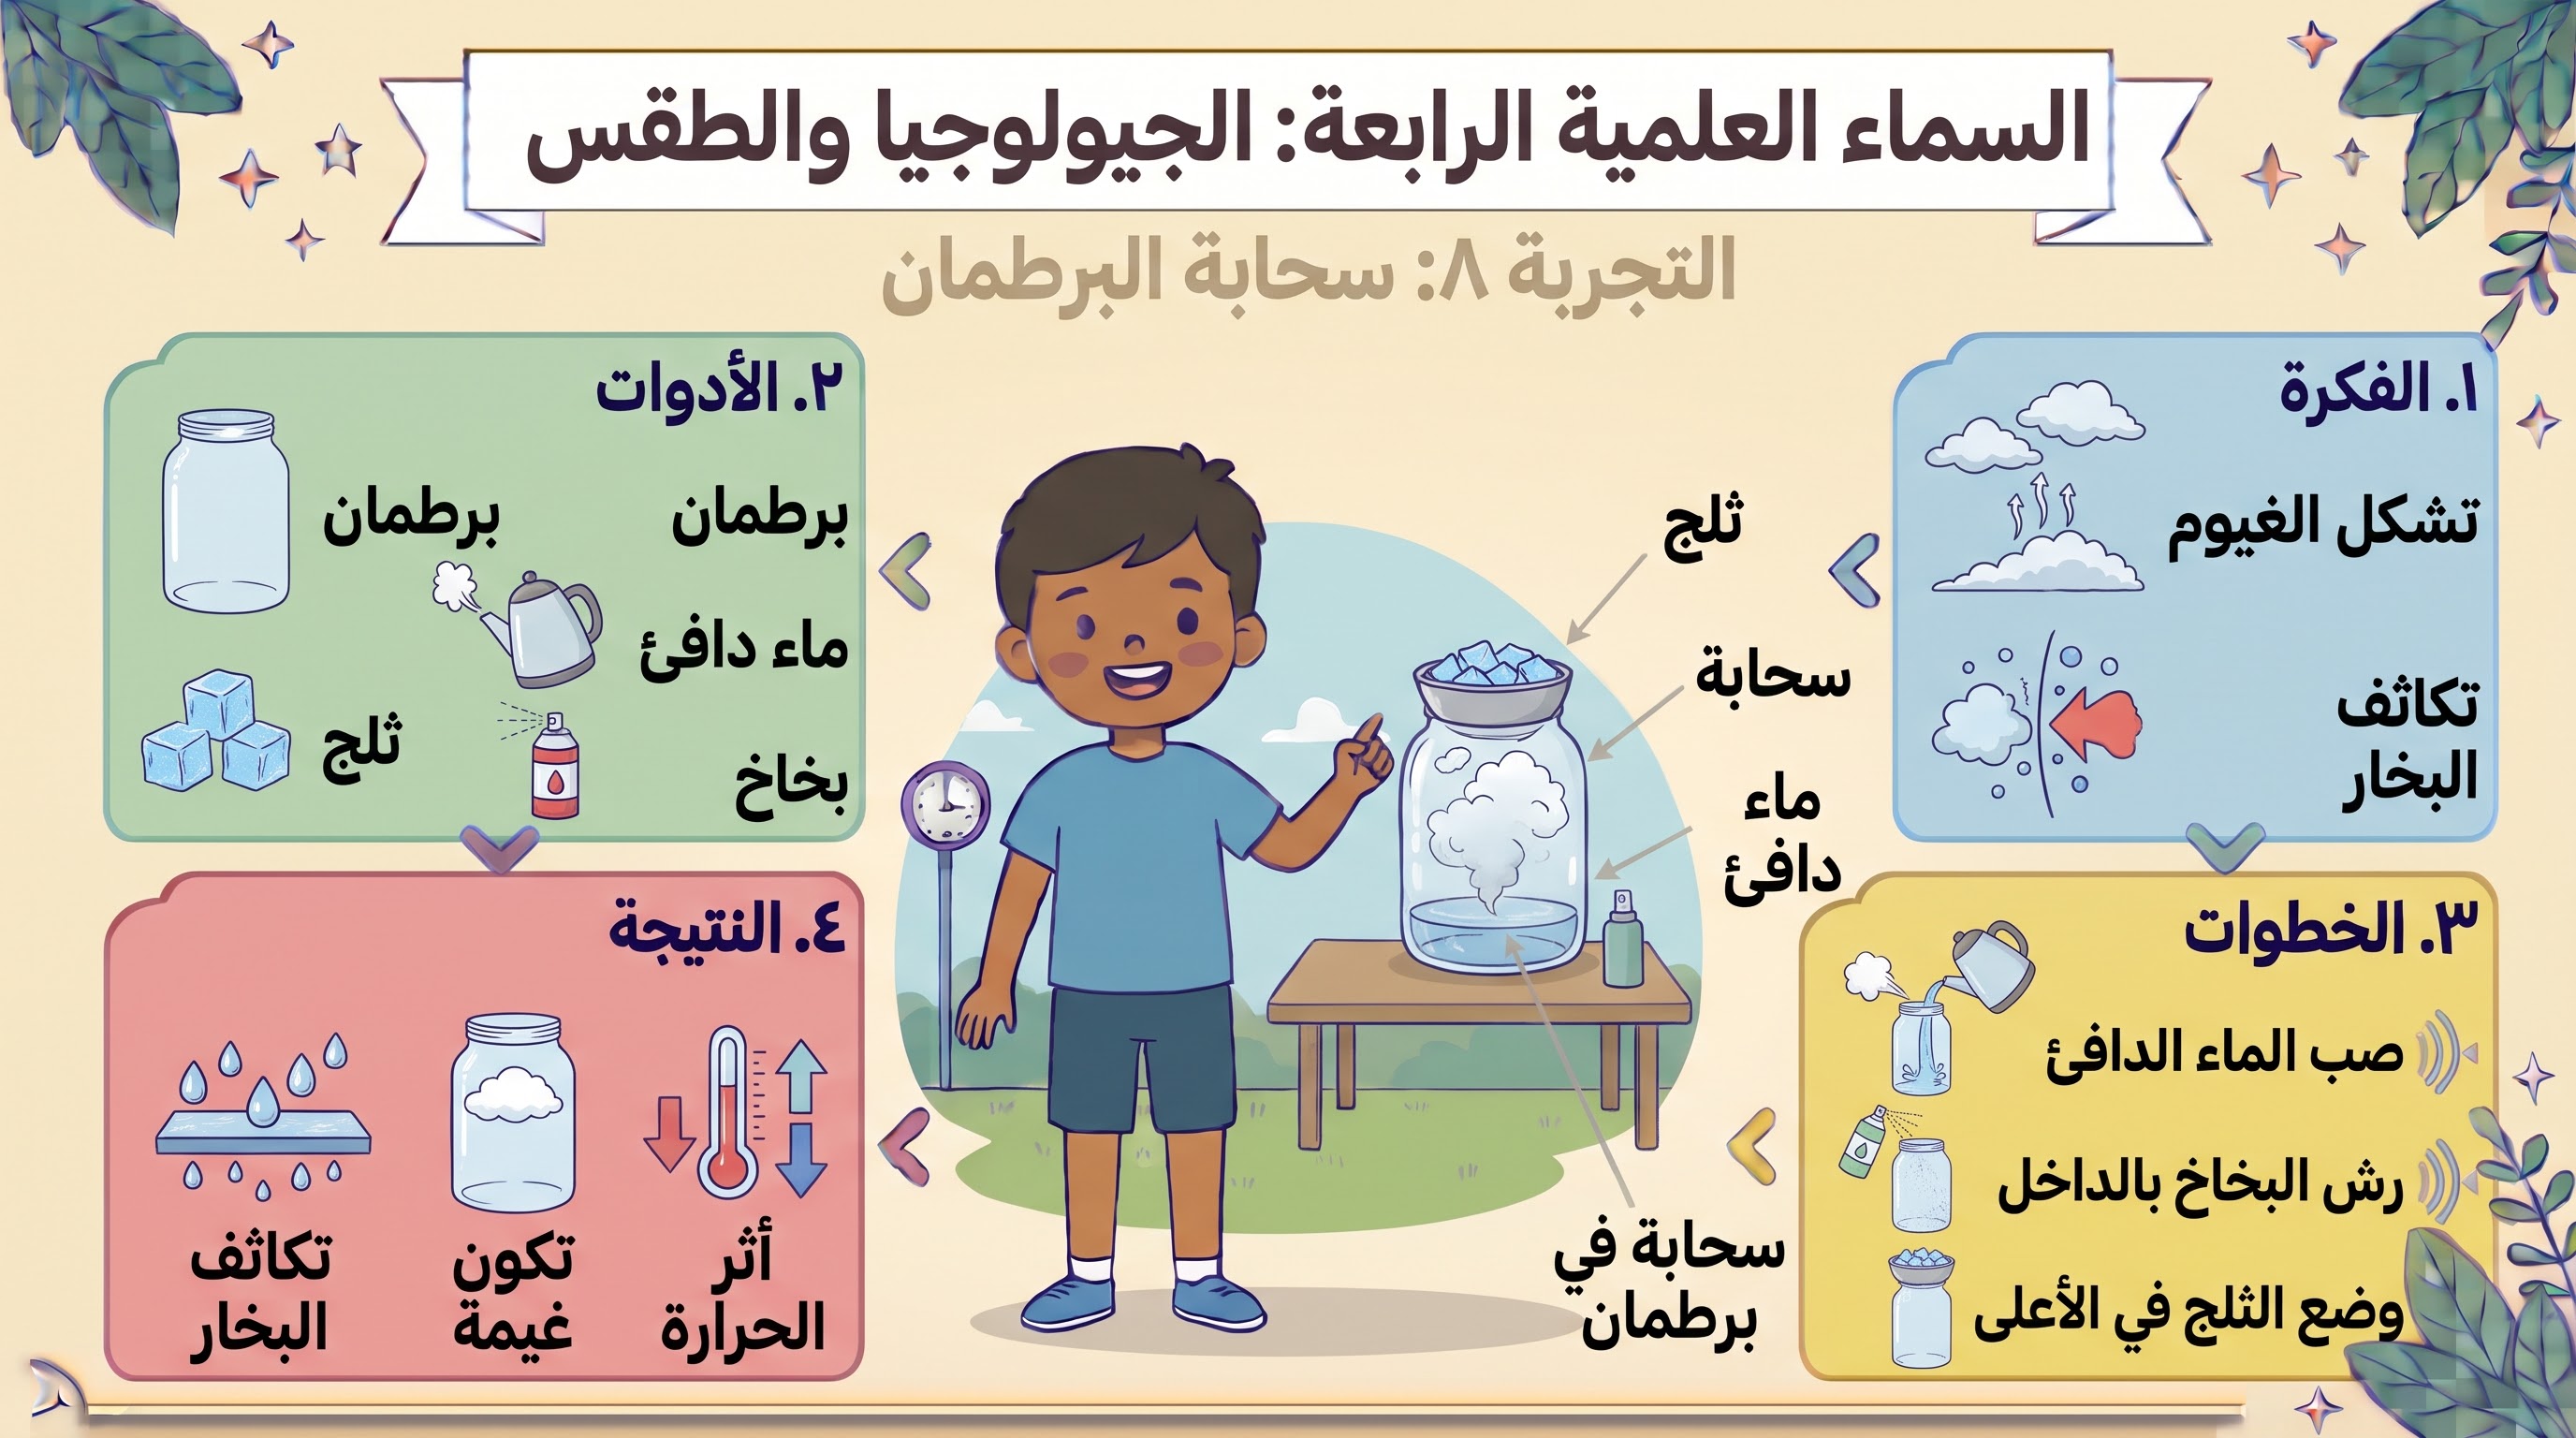 السماء العلمية الرابعة: الجيولوجيا والطقس
التجربة ٨: سحابة البرطمان
١. الفكرة
تشكل الغيوم
تكاثف
البخار
٢. الأدوات
برطمان
برطمان
ماء دافئ
ثلج
بخاخ
ثلج
سحابة
ماء
دافئ
سحابة في
برطمان
٣. الخطوات
صب الماء الدافئ
رش البخاخ بالداخل
وضع الثلج في الأعلى
٤. النتيجة
أثر
الحرارة
تكون
غيمة
تكاثف
البخار